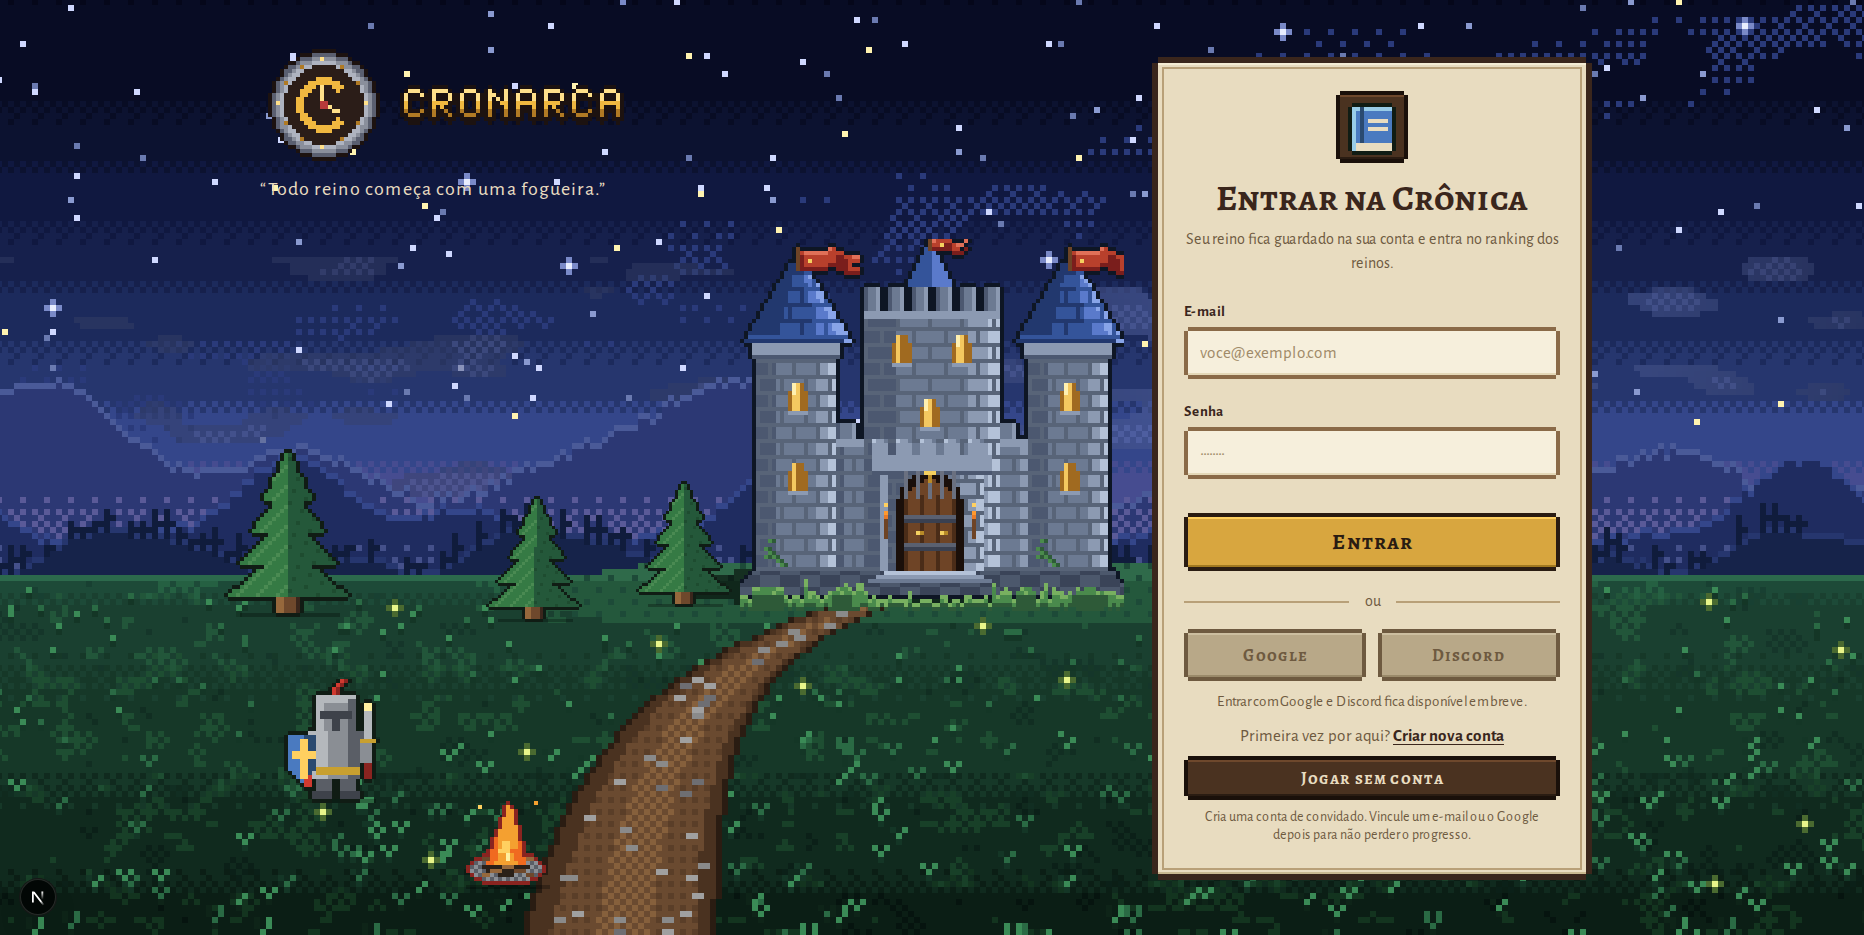 CRONARCA
“Todo reino começa com uma fogueira.”
Entrar na Crônica
Seu reino fica guardado na sua conta e entra no ranking dos
reinos.
E-mail
voce@exemplo.com
Senha
........
Entrar
ou
Google
Discord
Entrar com Google e Discord fica disponível em breve.
Primeira vez por aqui? Criar nova conta
Jogar sem conta
Cria uma conta de convidado. Vincule um e-mail ou o Google
depois para não perder o progresso.
N